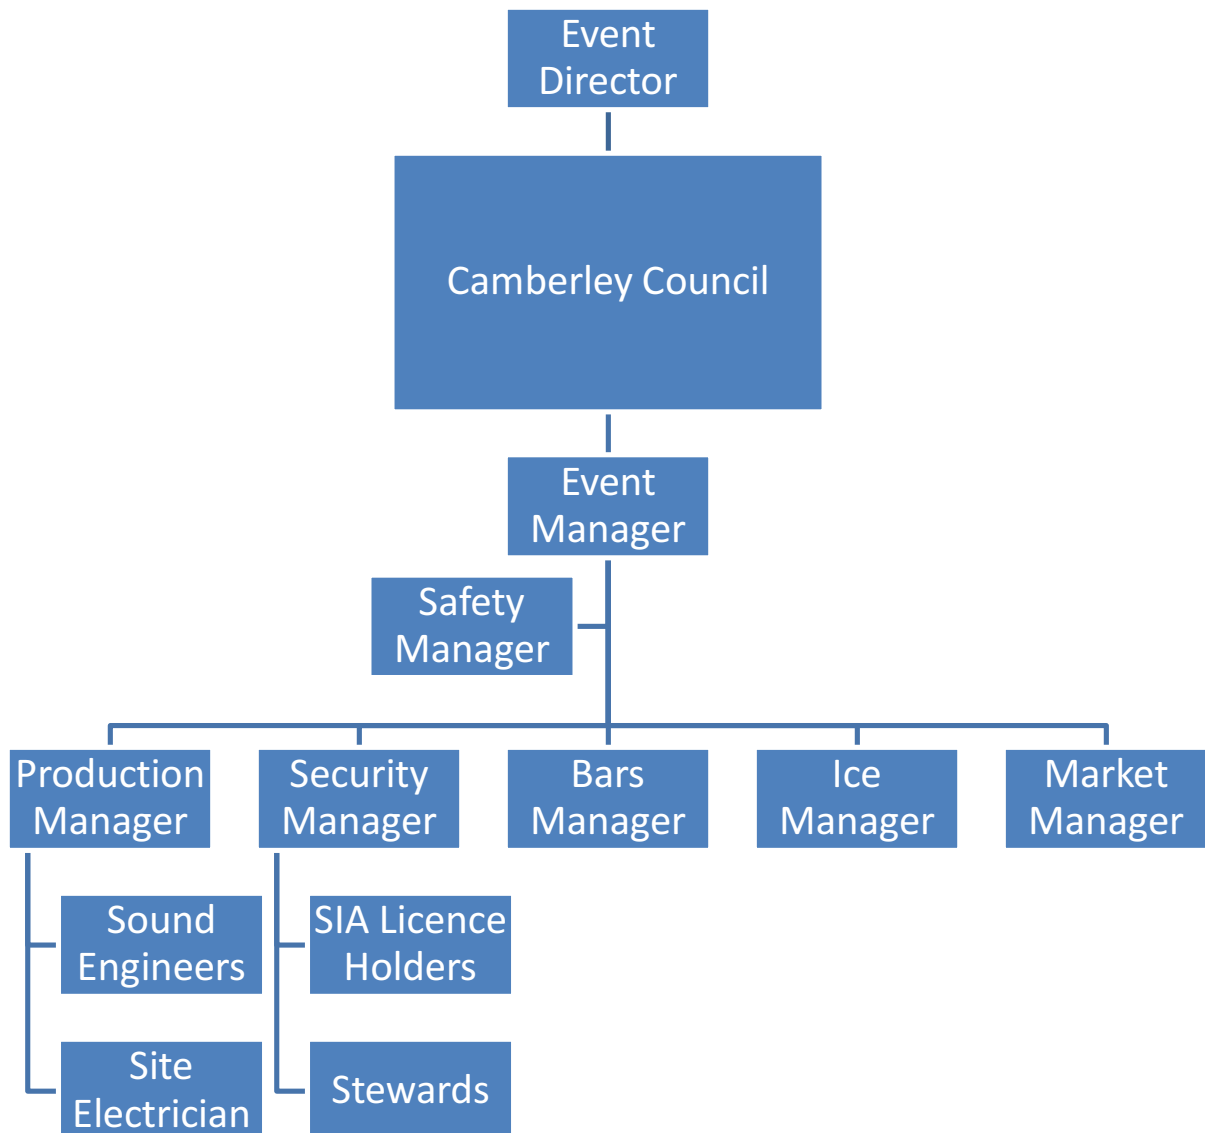 Event
Director
Camberley Council
Event
Manager
Safety
Manager
Production
Manager
Security
Manager
Bars
Manager
Ice
Manager
Market
Manager
Sound
Engineers
SIA Licence
Holders
Site
Electrician
Stewards